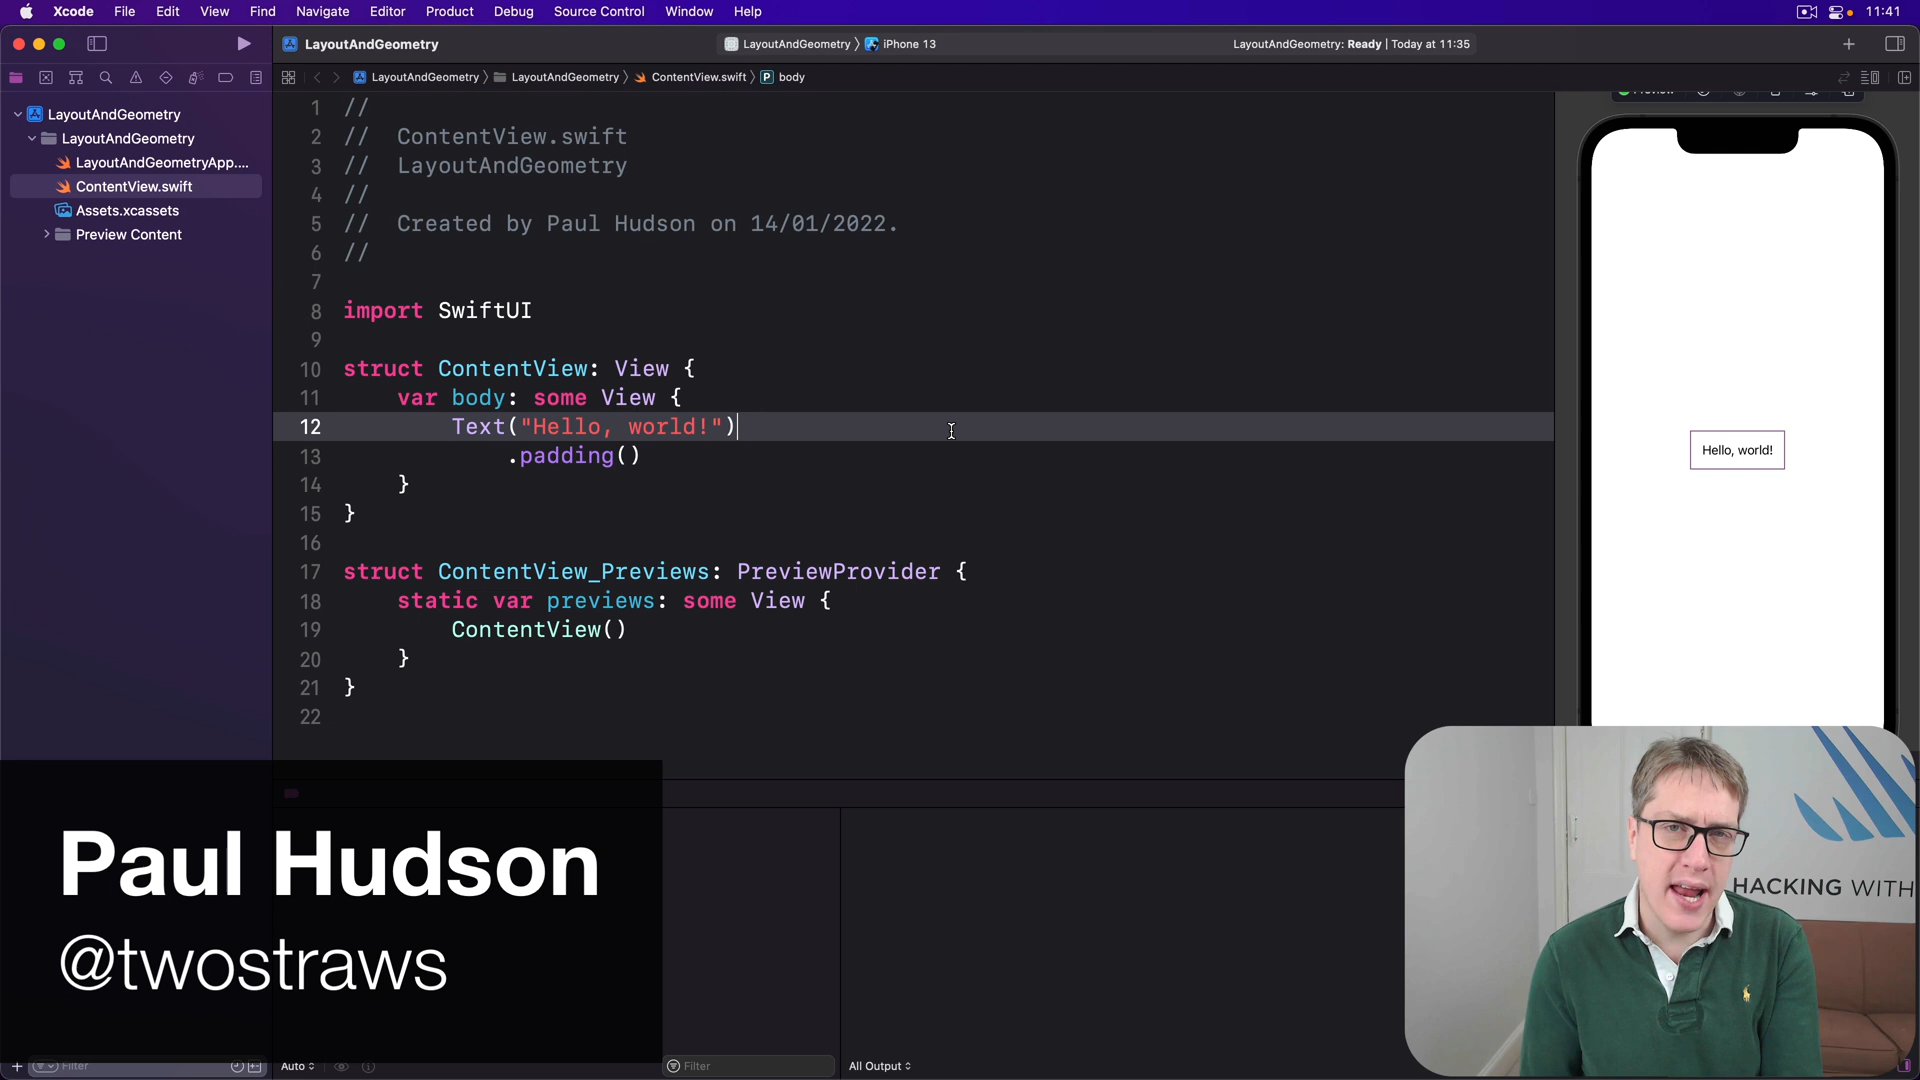 Xcode File Edit View Find Navigate Editor Product Debug Source Control Window Help 11:41
LayoutAndGeometry LayoutAndGeometry 〉 iPhone 13 LayoutAndGeometry: Ready | Today at 11:35
LayoutAndGeometry 〉 LayoutAndGeometry 〉 ContentView.swift 〉 P body
LayoutAndGeometry
LayoutAndGeometry
LayoutAndGeometryApp....
ContentView.swift
Assets.xcassets
Preview Content
1 //
2 // ContentView.swift
3 // LayoutAndGeometry
4 //
5 // Created by Paul Hudson on 14/01/2022.
6 //
7
8 import SwiftUI
9
10 struct ContentView: View {
11 var body: some View {
12 Text("Hello, world!")
13 .padding()
14 }
15 }
16
17 struct ContentView_Previews: PreviewProvider {
18 static var previews: some View {
19 ContentView()
20 }
21 }
22
Hello, world!
Paul Hudson
@twostraws
HACKING WITH
Filter
Auto
Filter
All Output